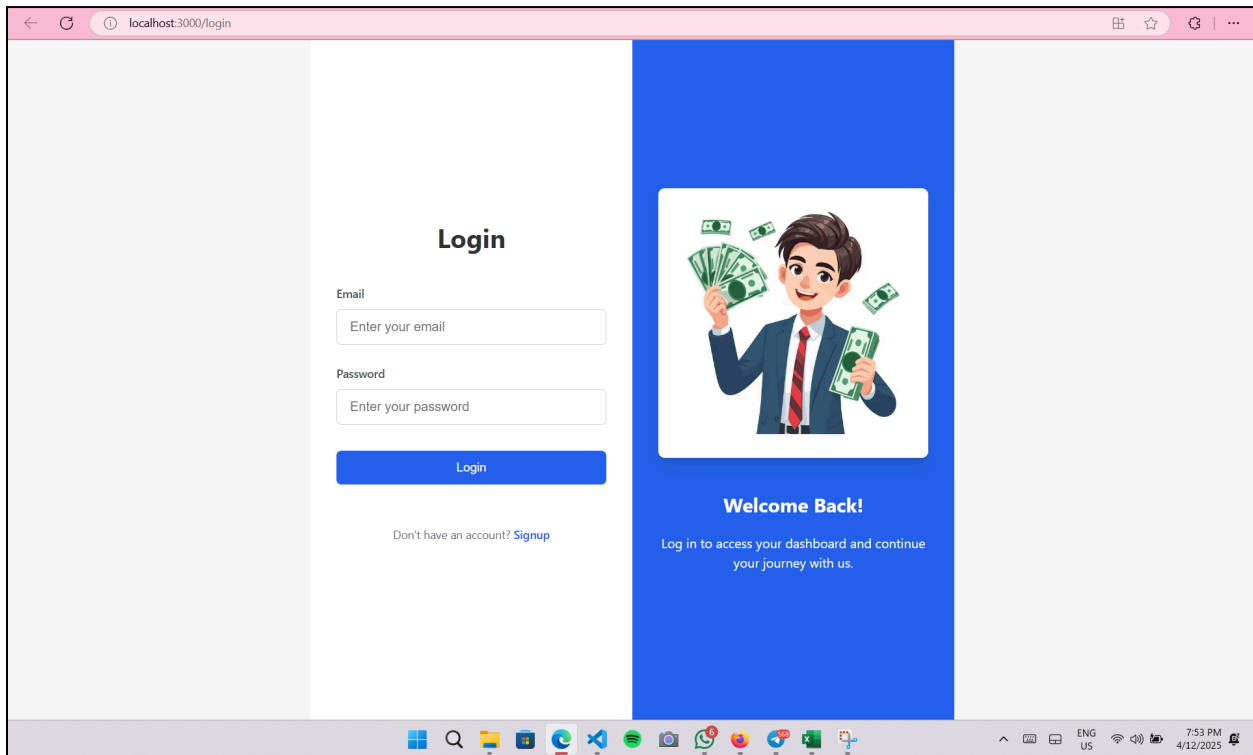 localhost:3000/login
Login
Email
Enter your email
Password
Enter your password
Login
Don't have an account? Signup
Welcome Back!
Log in to access your dashboard and continue
your journey with us.
6
568
ENG
US
7:53 PM
4/12/2025